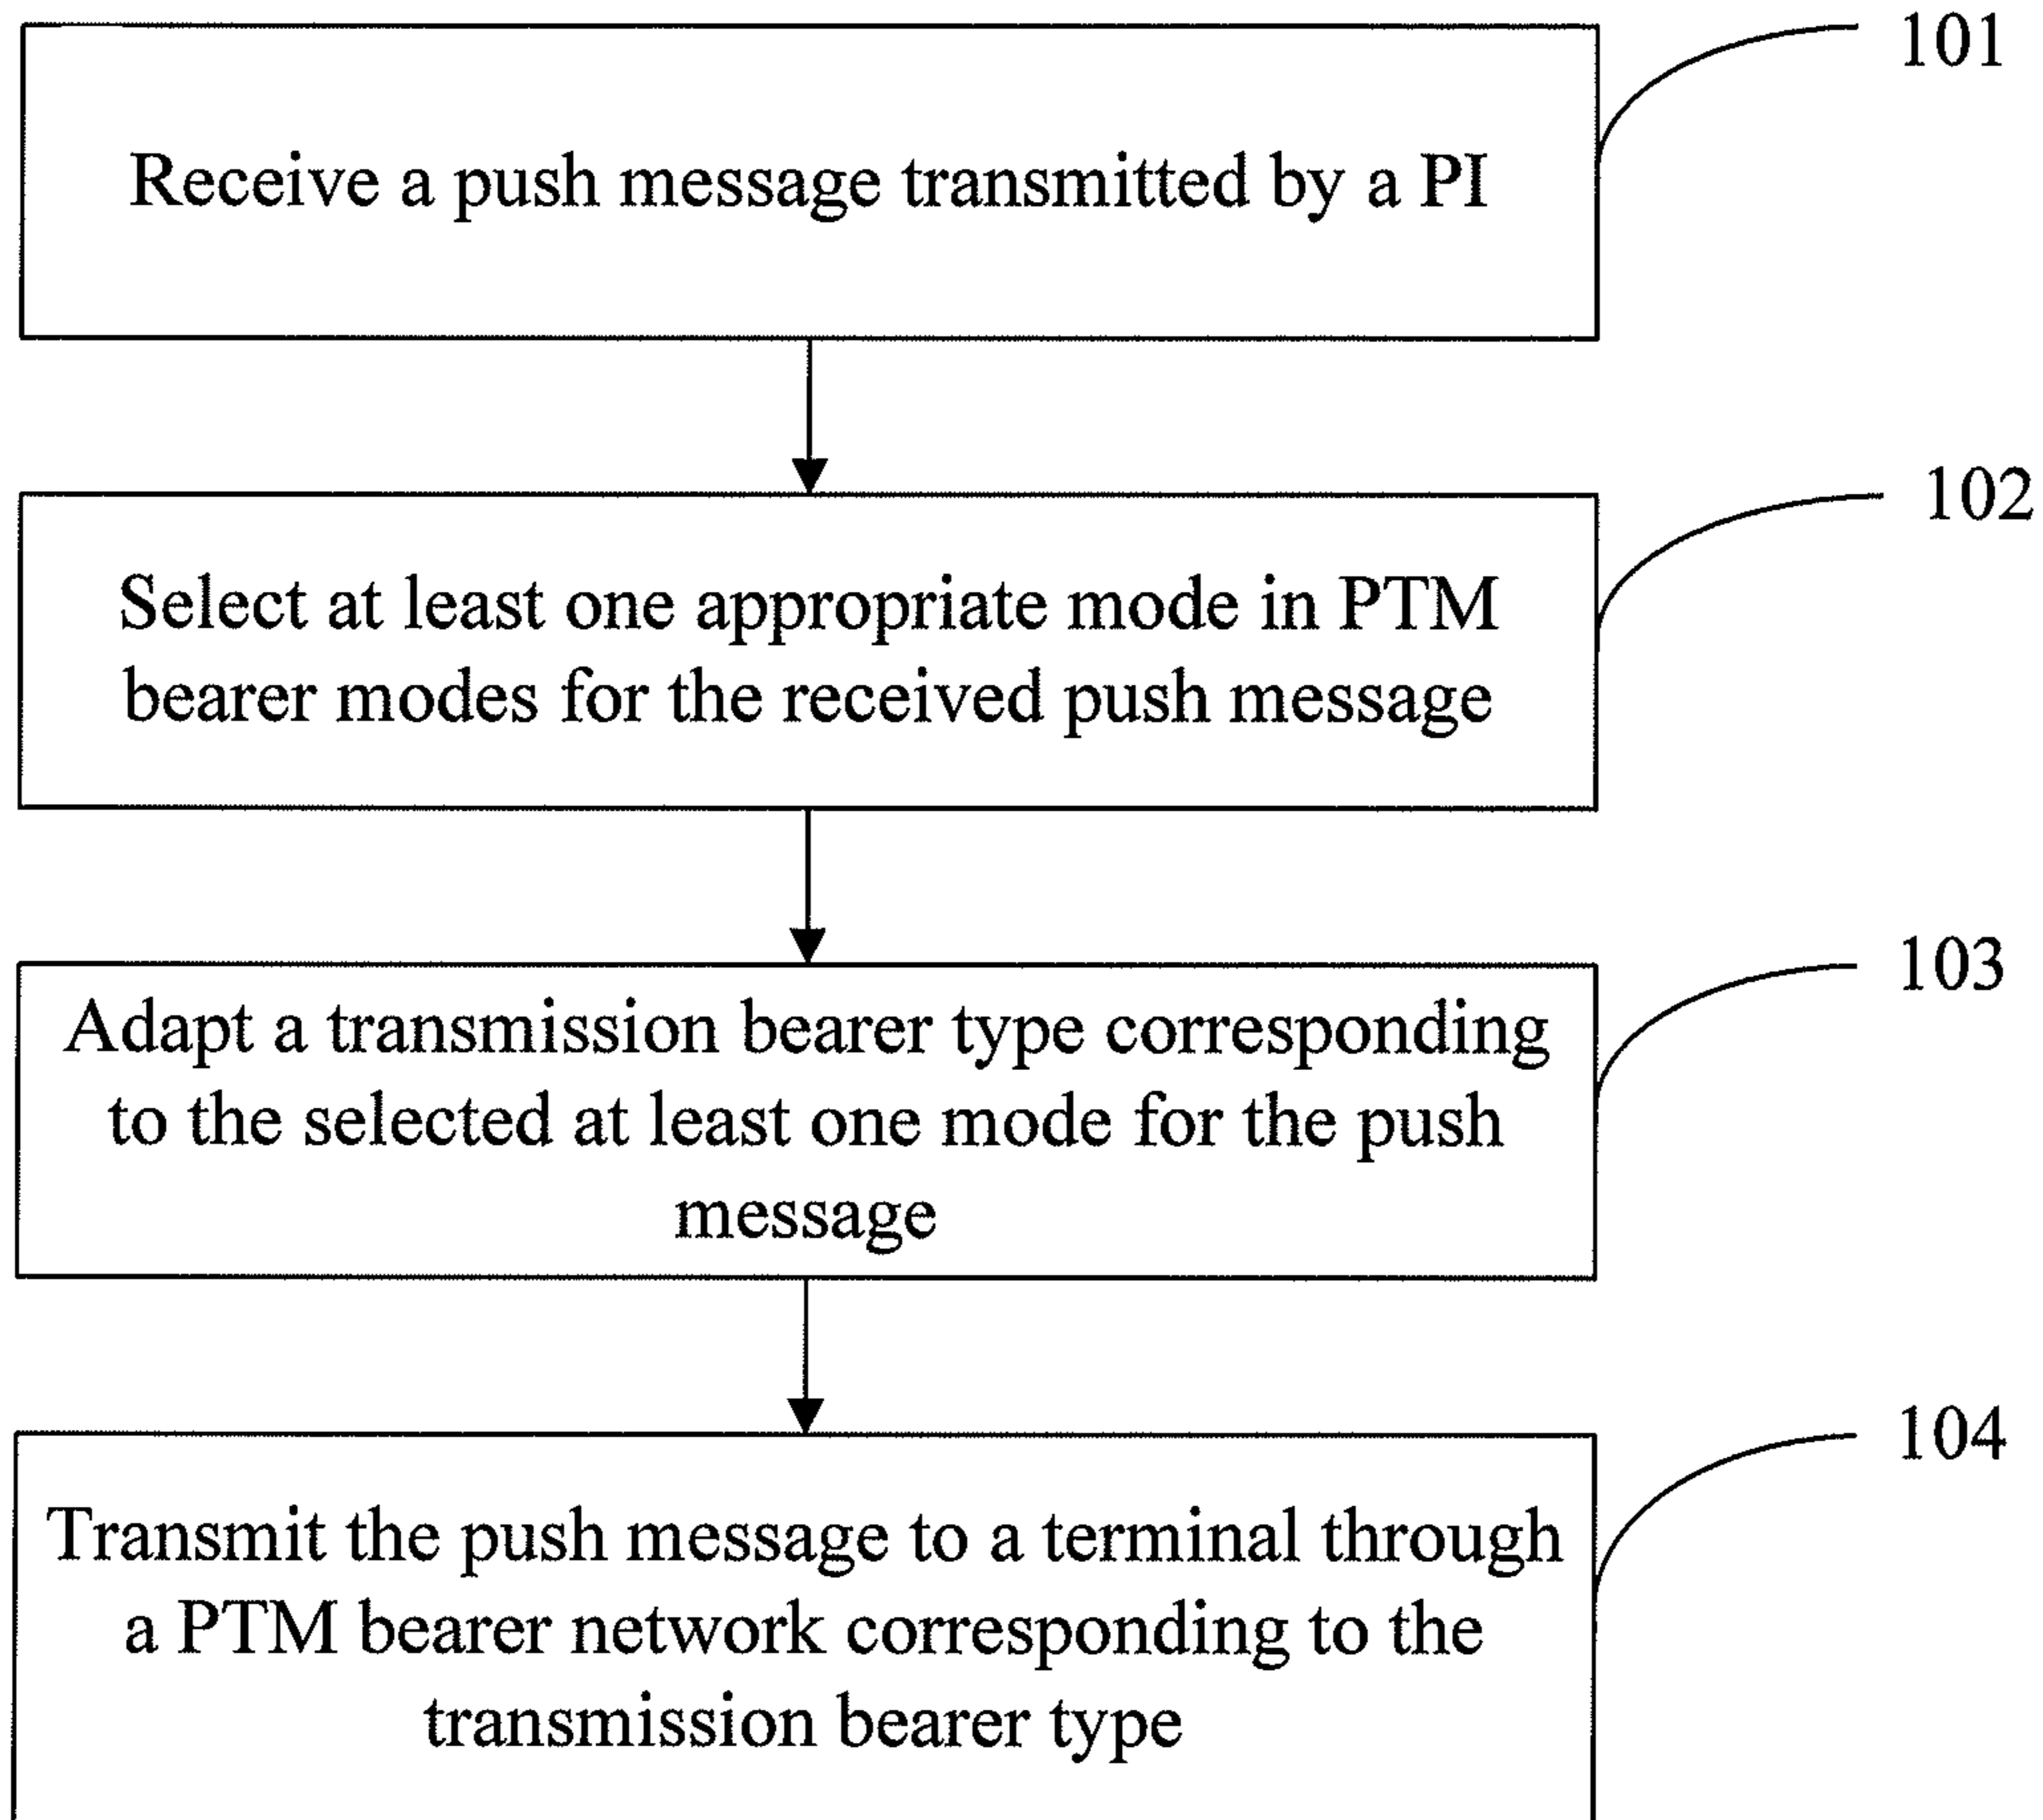 101
Receive a push message transmitted by a PI
102
Select at least one appropriate mode in PTM
bearer modes for the received push message
103
Adapt a transmission bearer type corresponding
to the selected at least one mode for the push
message
104
Transmit the push message to a terminal through
a PTM bearer network corresponding to the
transmission bearer type